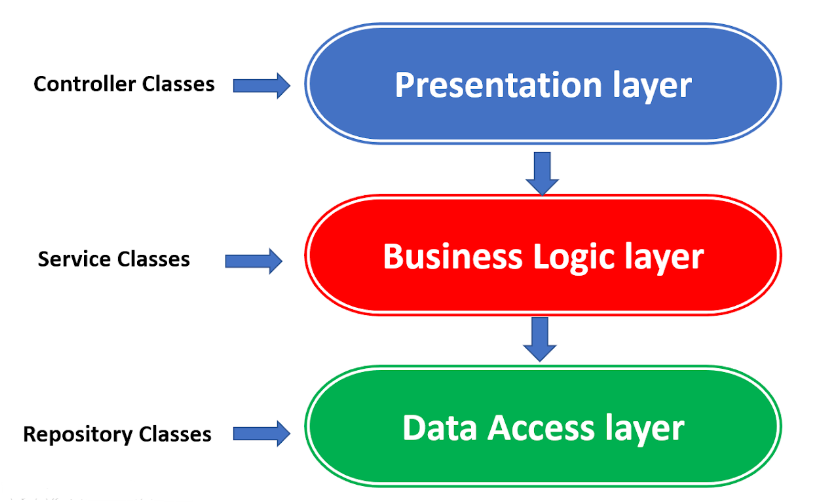 Controller Classes
Presentation layer
Service Classes
Business Logic layer
Repository Classes
Data Access layer